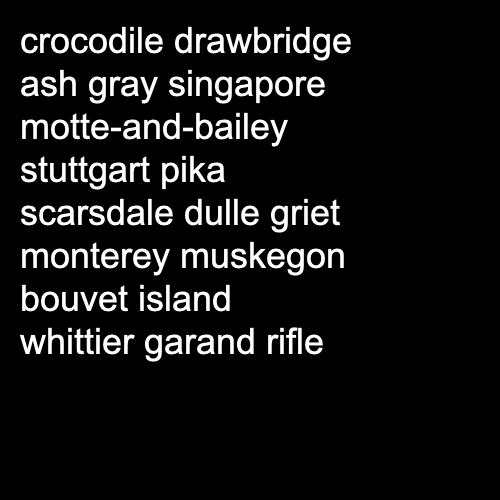 crocodile drawbridge
ash gray singapore
motte-and-bailey
stuttgart pika
scarsdale dulle griet
monterey muskegon
bouvet island
whittier garand rifle